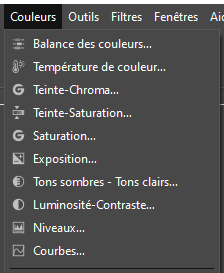 Couleurs Outils Filtres Fenêtres
Balance des couleurs...
Température de couleur...
Teinte-Chroma...
Teinte-Saturation...
Saturation...
Exposition...
Tons sombres - Tons clairs...
Luminosité-Contraste...
Niveaux...
Courbes...